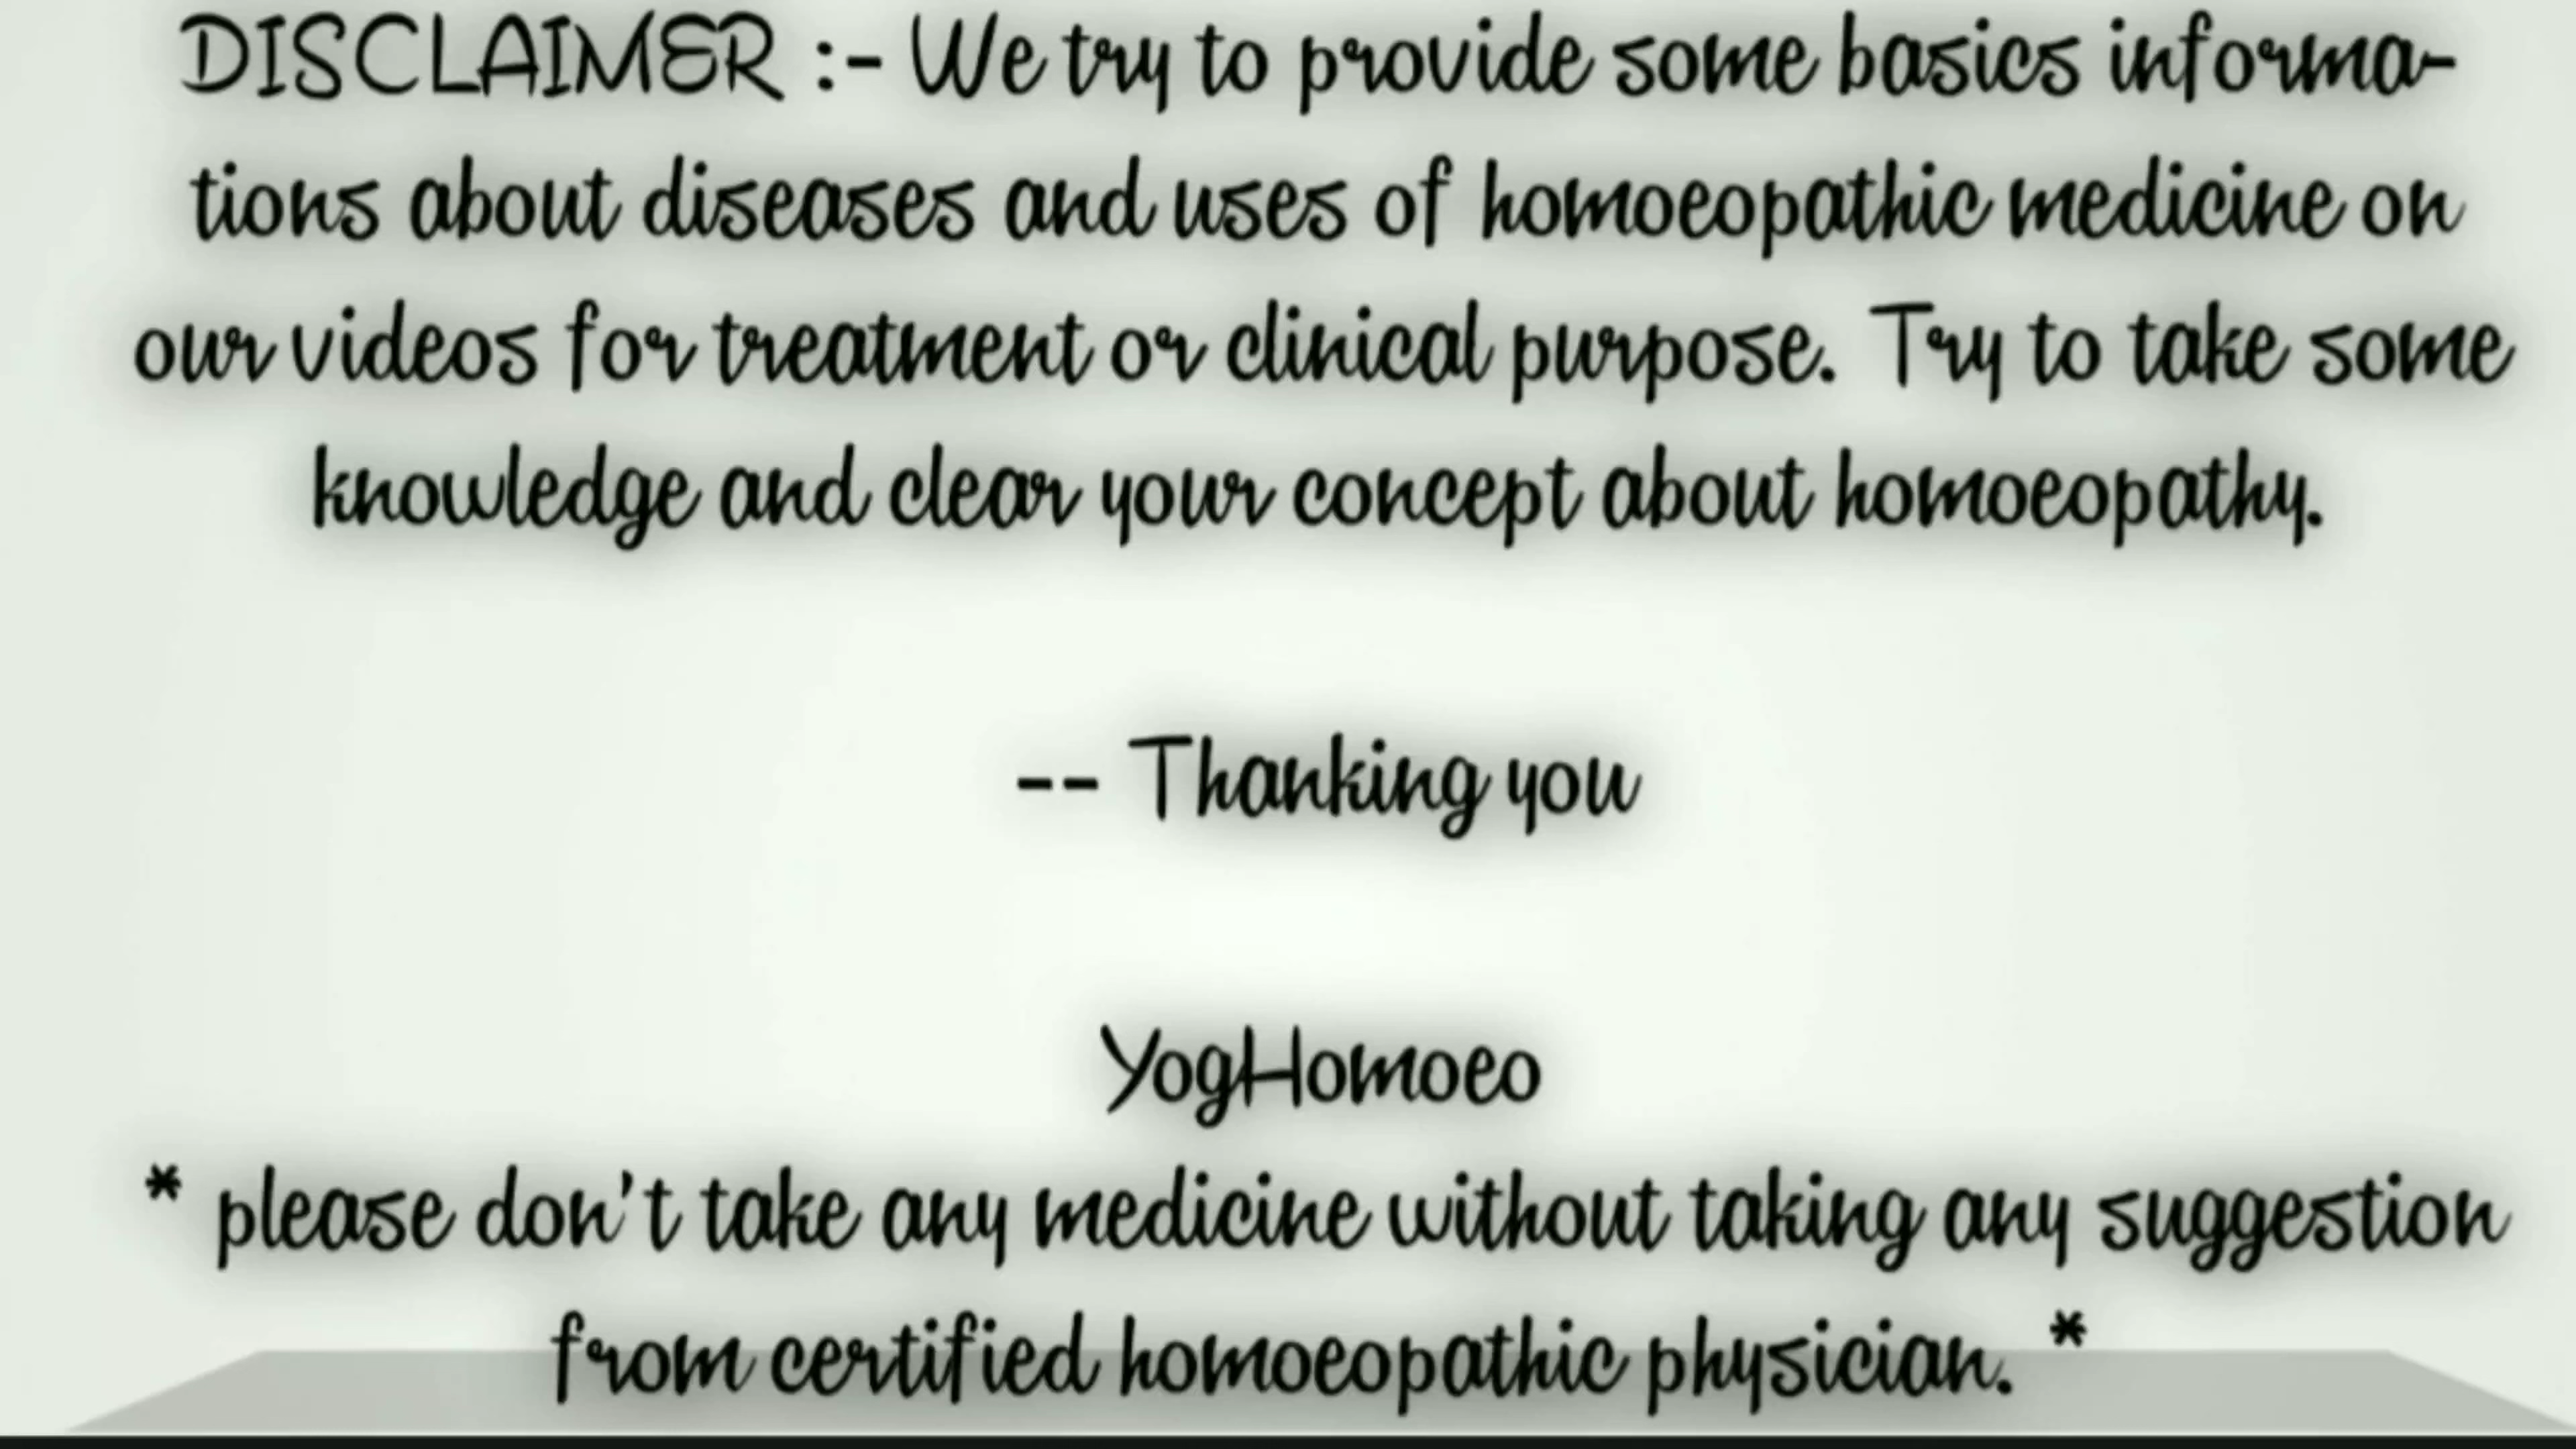 DISCLAIMER :- We try to provide some basics informa-
tions about diseases and uses of homoeopathic medicine on
our videos for treatment or clinical purpose. Try to take some
knowledge and clear your concept about homoeopathy.
-- Thanking you
YogHomoeo
* please don't take any medicine without taking any suggestion
from certified homoeopathic physician. *